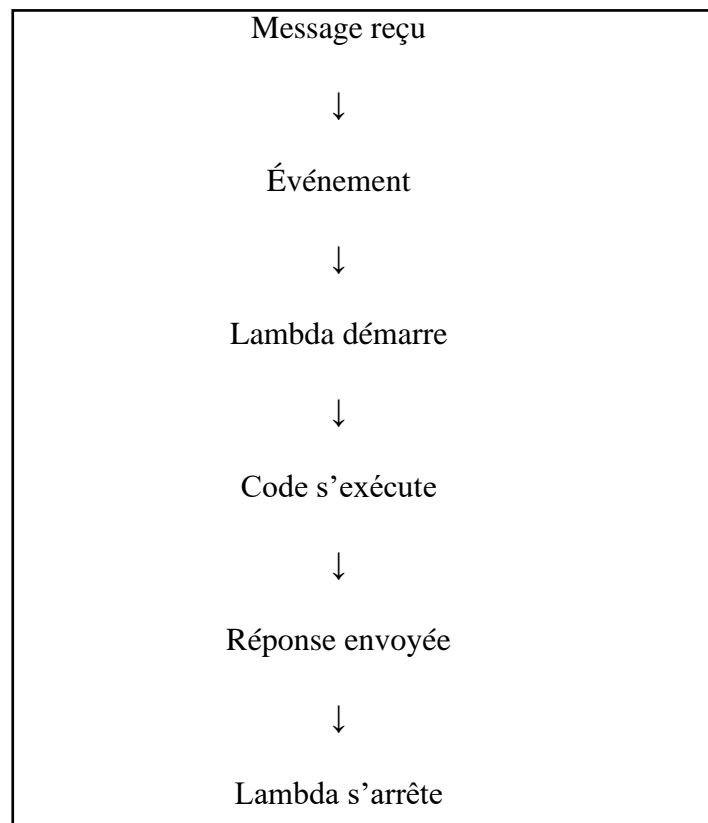 Message reçu
↓
Événement
↓
Lambda démarre
↓
Code s’exécute
↓
Réponse envoyée
↓
Lambda s’arrête